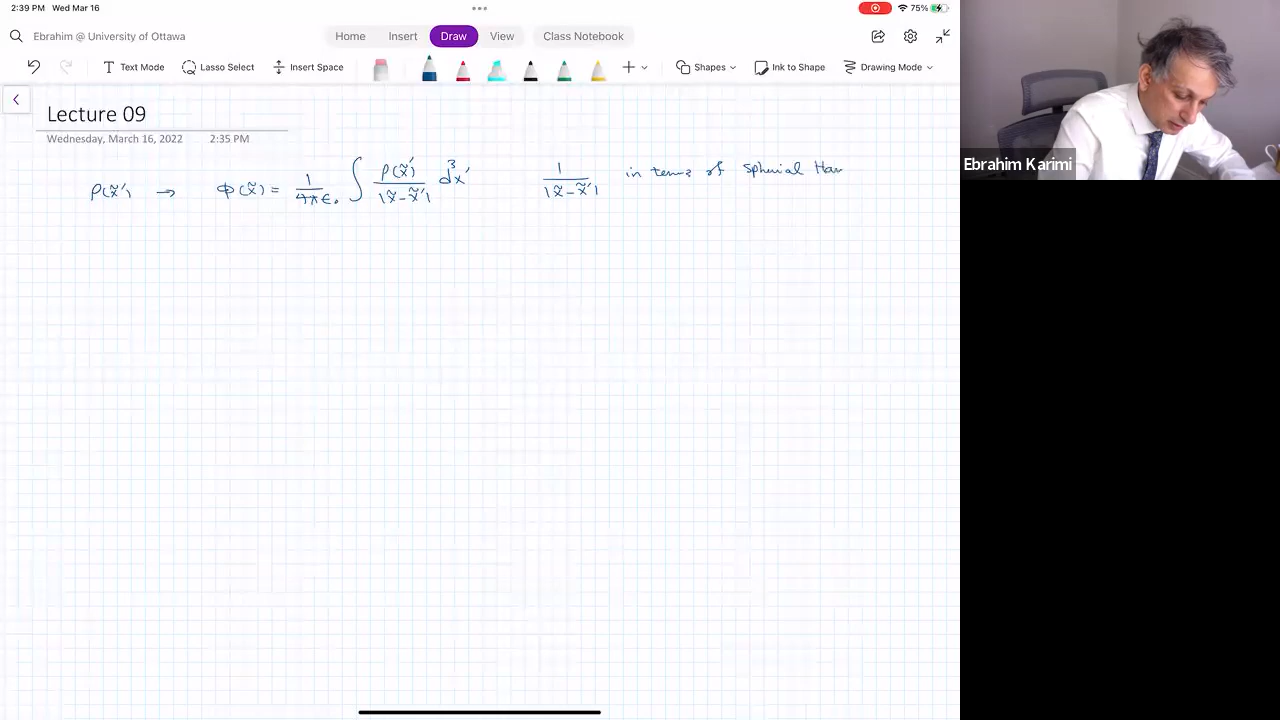 2:39 PM Wed Mar 16
75%
Ebrahim @ University of Ottawa
Home Insert Draw View Class Notebook
Text Mode Lasso Select Insert Space Shapes Ink to Shape Drawing Mode
Lecture 09
Wednesday, March 16, 2022 2:35 PM
ρ(x̃′) → Φ(x̃) = 1/4πε₀ ∫ ρ(x̃′)/|x̃−x̃′| d³x′ 1/|x̃−x̃′| in terms of spherial Har
Ebrahim Karimi